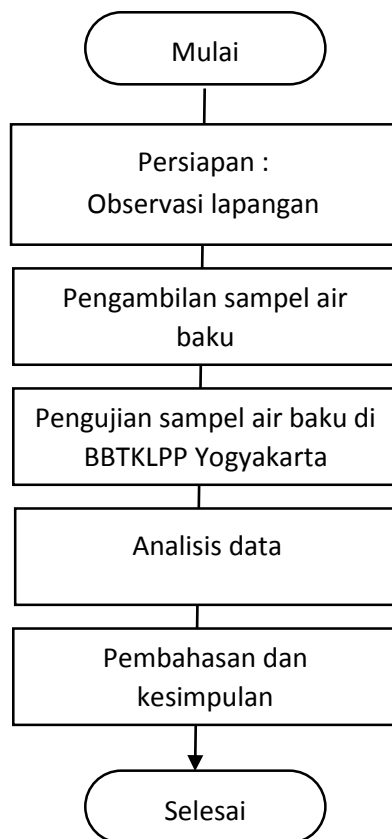 Mulai
Persiapan :
Observasi lapangan
Pengambilan sampel air
baku
Pengujian sampel air baku di
BBTKLPP Yogyakarta
Analisis data
Pembahasan dan
kesimpulan
Selesai